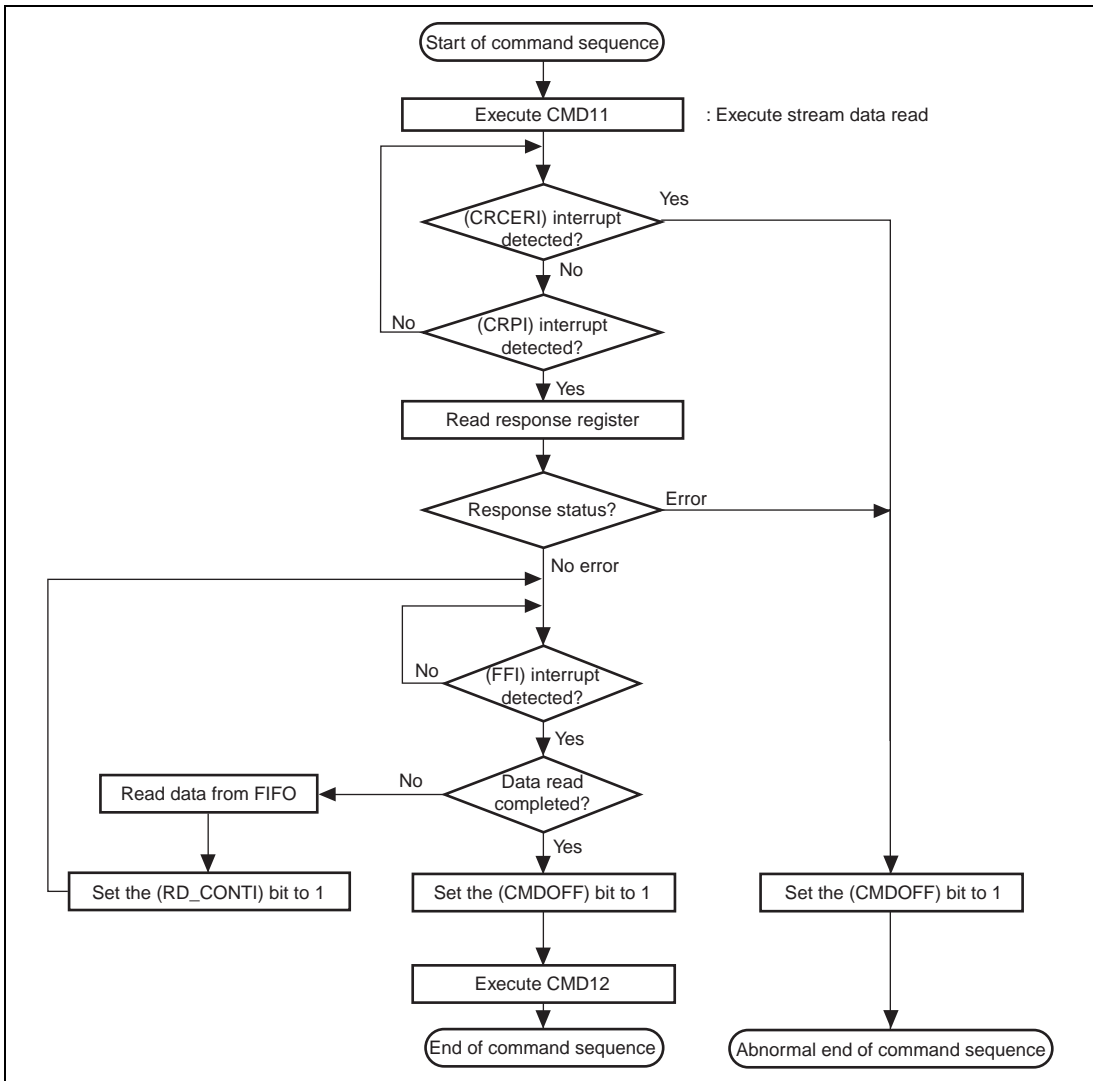 Start of command sequence
Execute CMD11
: Execute stream data read
Yes
(CRCERI) interrupt
detected?
No
No
(CRPI) interrupt
detected?
Yes
Read response register
Response status?
Error
No error
No
(FFI) interrupt
detected?
Yes
No
Data read
completed?
Read data from FIFO
Yes
Set the (RD_CONTI) bit to 1
Set the (CMDOFF) bit to 1
Set the (CMDOFF) bit to 1
Execute CMD12
End of command sequence
Abnormal end of command sequence